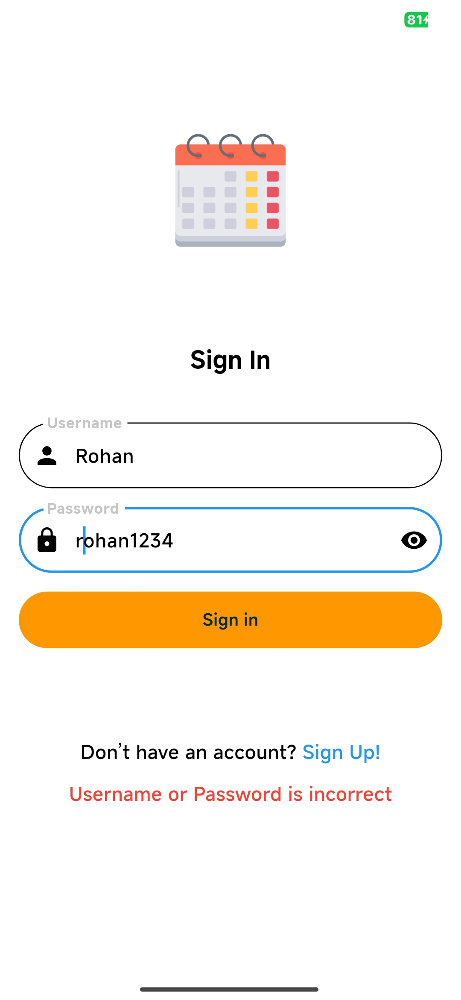 81
Sign In
Username
Rohan
Password
rohan1234
Sign in
Don't have an account? Sign Up!
Username or Password is incorrect